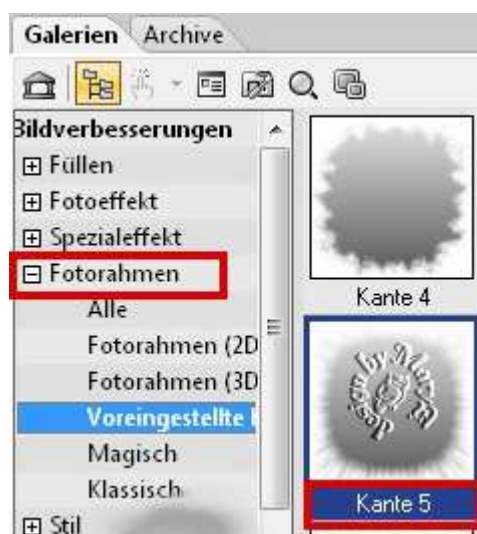 Galerien Archive
Bildverbesserungen
Füllen
Fotoeffekt
Spezialeffekt
Fotorahmen
Alle
Fotorahmen (2D
Fotorahmen (3D
Voreingestellte
Magisch
Klassisch
Stil
Kante 4
design by Marita
Kante 5